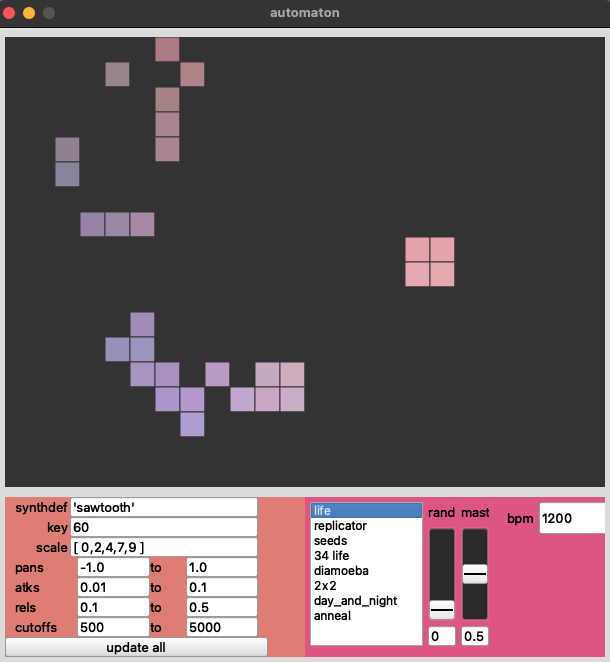 automaton
synthdef 'sawtooth'
key 60
scale [ 0,2,4,7,9 ]
pans -1.0 to 1.0
atks 0.01 to 0.1
rels 0.1 to 0.5
cutoffs 500 to 5000
update all
life
replicator
seeds
34 life
diamoeba
2x2
day_and_night
anneal
rand mast
0 0.5
bpm 1200